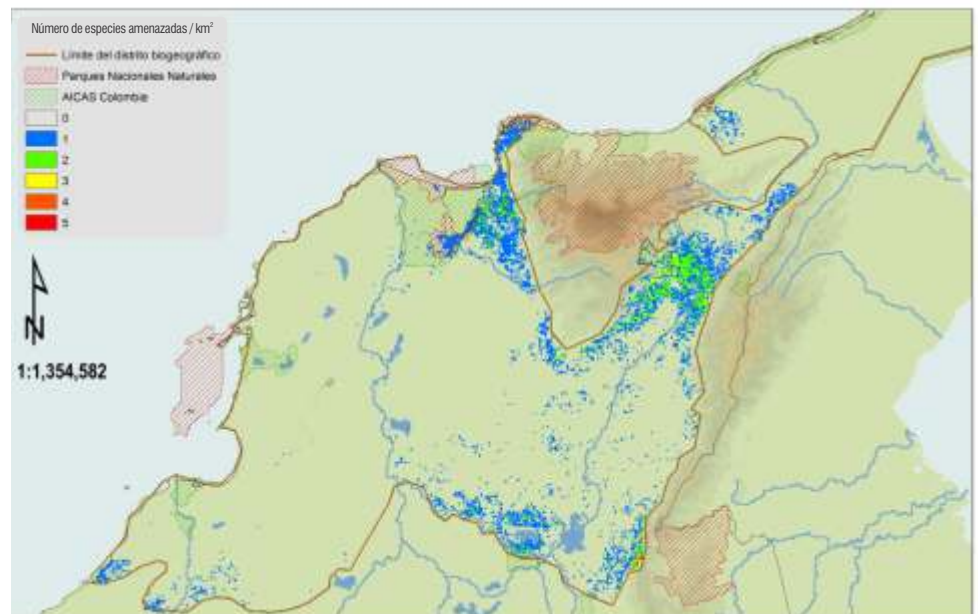 Número de especies amenazadas / km²
Límite del distrito biogeográfico
Parques Nacionales Naturales
AICAS Colombia
0
1
2
3
4
5
N
1:1,354,582